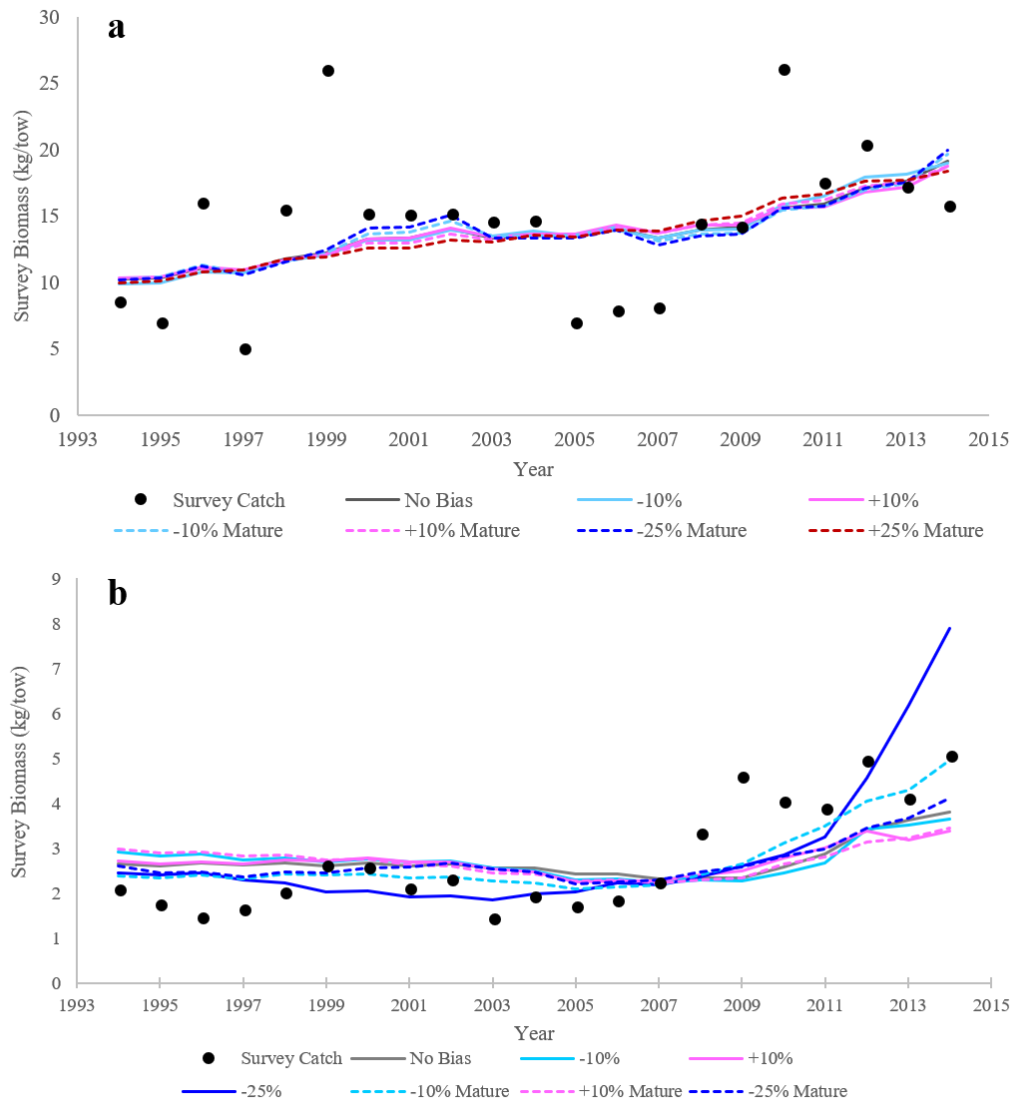 a
30
25
20
15
10
5
0
Survey Biomass (kg/tow)
1993 1995 1997 1999 2001 2003 2005 2007 2009 2011 2013 2015
Year
Survey Catch No Bias -10% +10%
-10% Mature +10% Mature -25% Mature +25% Mature
b
9
8
7
6
5
4
3
2
1
0
Survey Biomass (kg/tow)
1993 1995 1997 1999 2001 2003 2005 2007 2009 2011 2013 2015
Year
Survey Catch No Bias -10% +10%
-25% -10% Mature +10% Mature -25% Mature